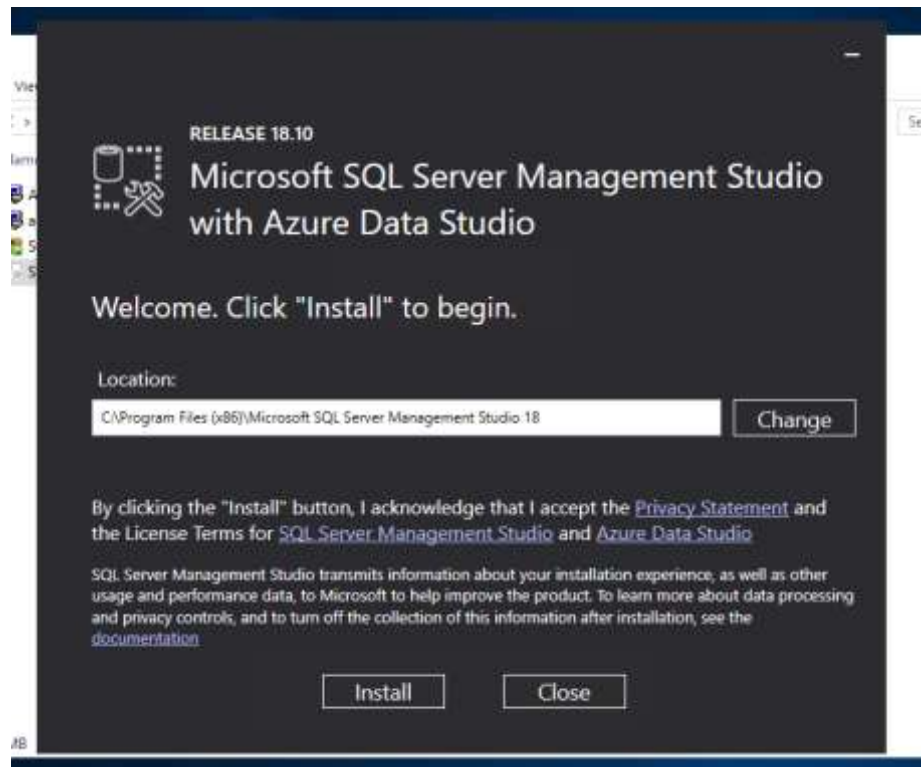 RELEASE 18.10
Microsoft SQL Server Management Studio
with Azure Data Studio
Welcome. Click "Install" to begin.
Location:
C:\Program Files (x86)\Microsoft SQL Server Management Studio 18
Change
By clicking the "Install" button, I acknowledge that I accept the Privacy Statement and
the License Terms for SQL Server Management Studio and Azure Data Studio
SQL Server Management Studio transmits information about your installation experience, as well as other
usage and performance data, to Microsoft to help improve the product. To learn more about data processing
and privacy controls, and to turn off the collection of this information after installation, see the
documentation
Install
Close